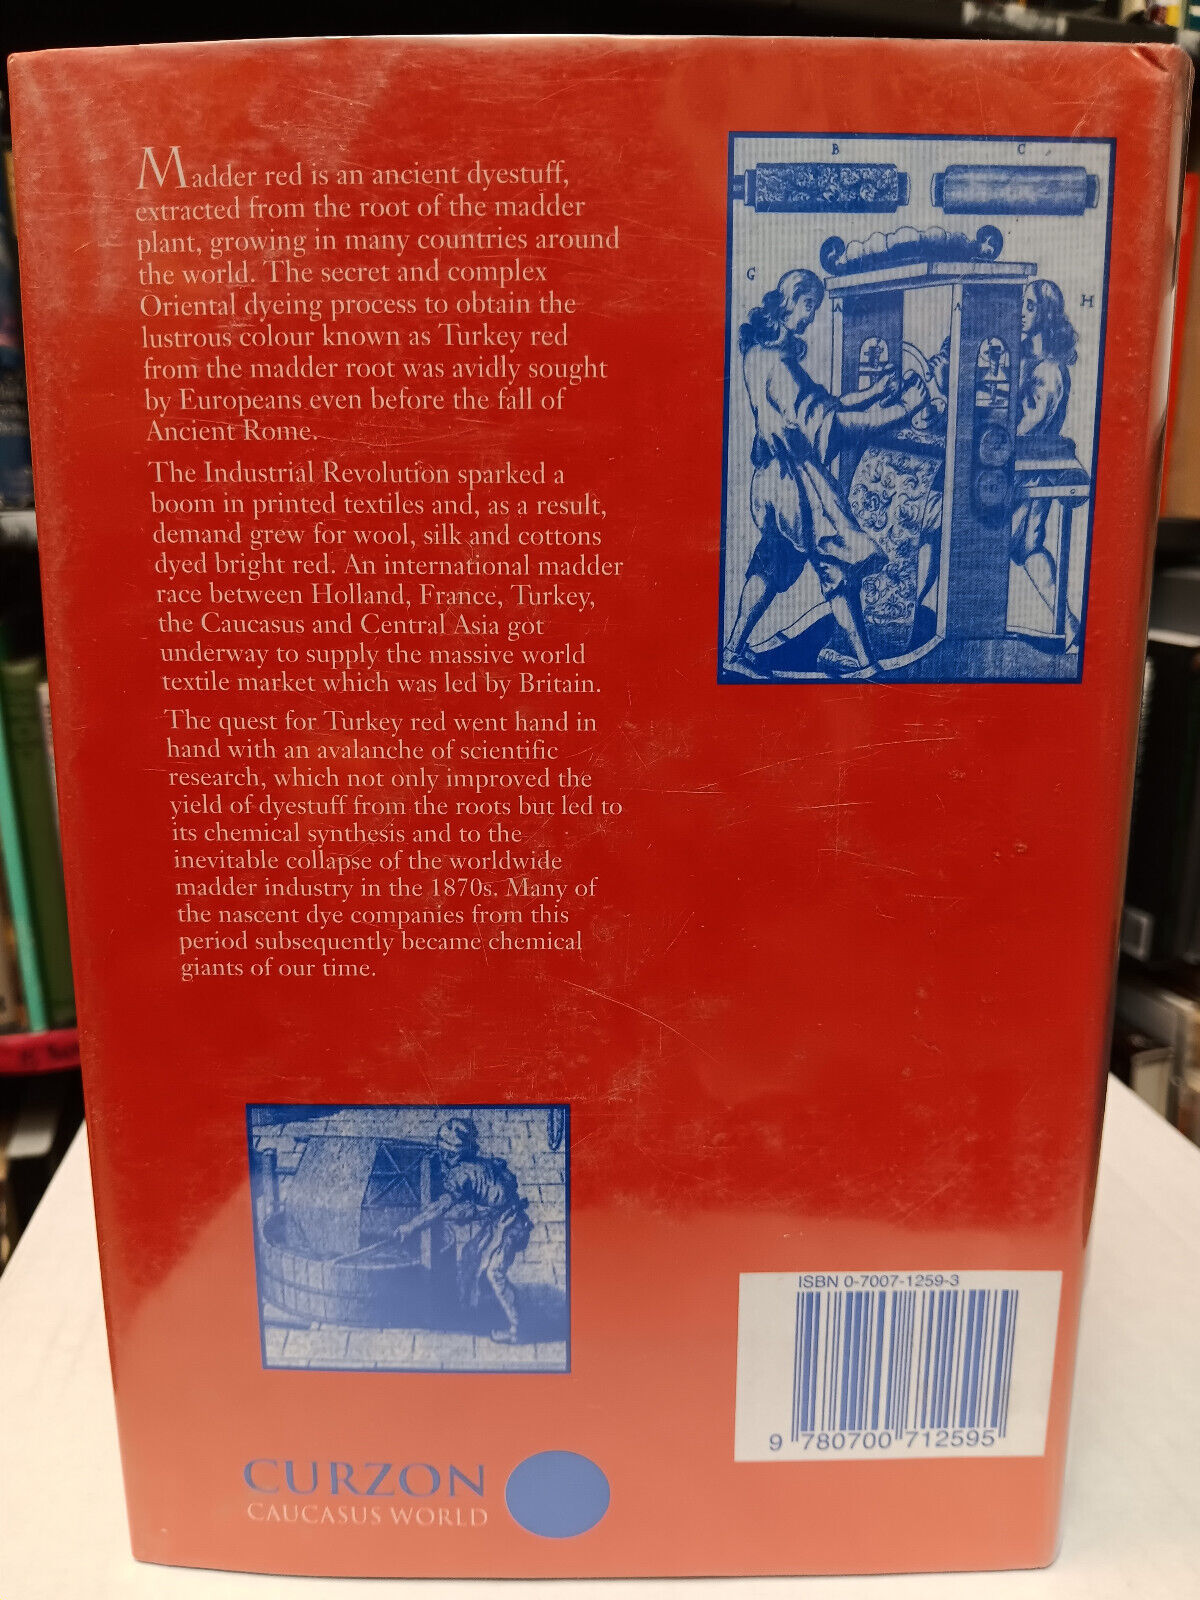 Madder red is an ancient dyestuff,
extracted from the root of the madder
plant, growing in many countries around
the world. The secret and complex
Oriental dyeing process to obtain the
lustrous colour known as Turkey red
from the madder root was avidly sought
by Europeans even before the fall of
Ancient Rome.
The Industrial Revolution sparked a
boom in printed textiles and, as a result,
demand grew for wool, silk and cottons
dyed bright red. An international madder
race between Holland, France, Turkey,
the Caucasus and Central Asia got
underway to supply the massive world
textile market which was led by Britain.
The quest for Turkey red went hand in
hand with an avalanche of scientific
research, which not only improved the
yield of dyestuff from the roots but led to
its chemical synthesis and to the
inevitable collapse of the worldwide
madder industry in the 1870s. Many of
the nascent dye companies from this
period subsequently became chemical
giants of our time.
B
C
G
H
A
A
ISBN 0-7007-1259-3
9 780700 712595
CURZON
CAUCASUS WORLD